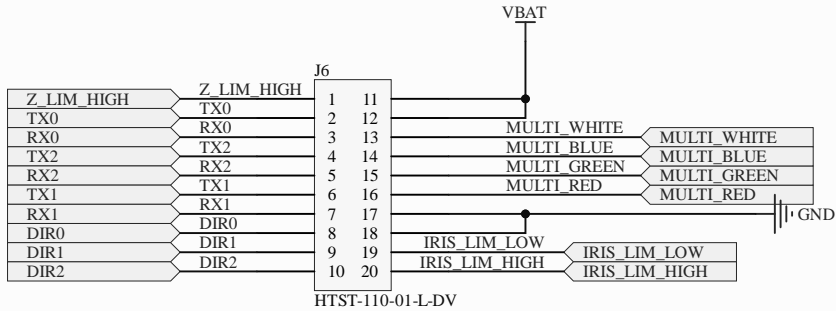 VBAT
J6
Z_LIM_HIGH Z_LIM_HIGH 1 11
TX0 TX0 2 12
RX0 RX0 3 13 MULTI_WHITE MULTI_WHITE
TX2 TX2 4 14 MULTI_BLUE MULTI_BLUE
RX2 RX2 5 15 MULTI_GREEN MULTI_GREEN
TX1 TX1 6 16 MULTI_RED MULTI_RED
RX1 RX1 7 17 GND
DIR0 DIR0 8 18
DIR1 DIR1 9 19 IRIS_LIM_LOW IRIS_LIM_LOW
DIR2 DIR2 10 20 IRIS_LIM_HIGH IRIS_LIM_HIGH
HTST-110-01-L-DV